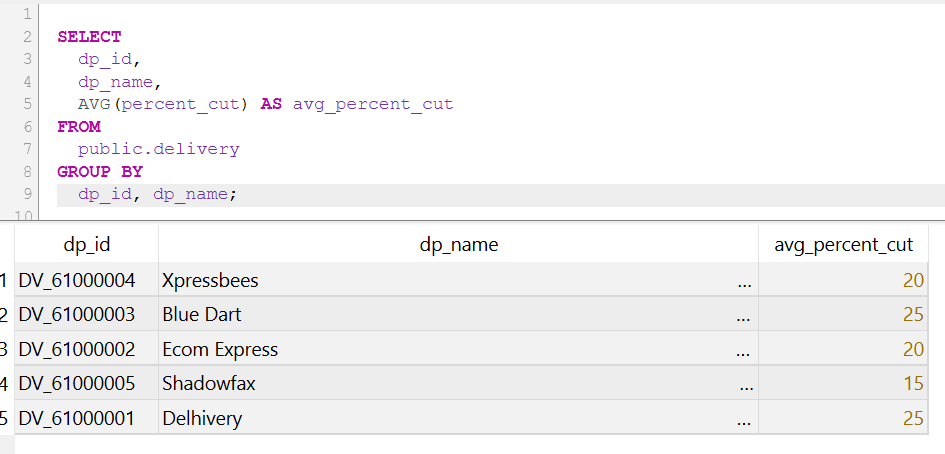 1
2 SELECT
3 dp_id,
4 dp_name,
5 AVG(percent_cut) AS avg_percent_cut
6 FROM
7 public.delivery
8 GROUP BY
9 dp_id, dp_name;
10
dp_id dp_name avg_percent_cut
1 DV_61000004 Xpressbees ... 20
2 DV_61000003 Blue Dart ... 25
3 DV_61000002 Ecom Express ... 20
4 DV_61000005 Shadowfax ... 15
5 DV_61000001 Delhivery ... 25